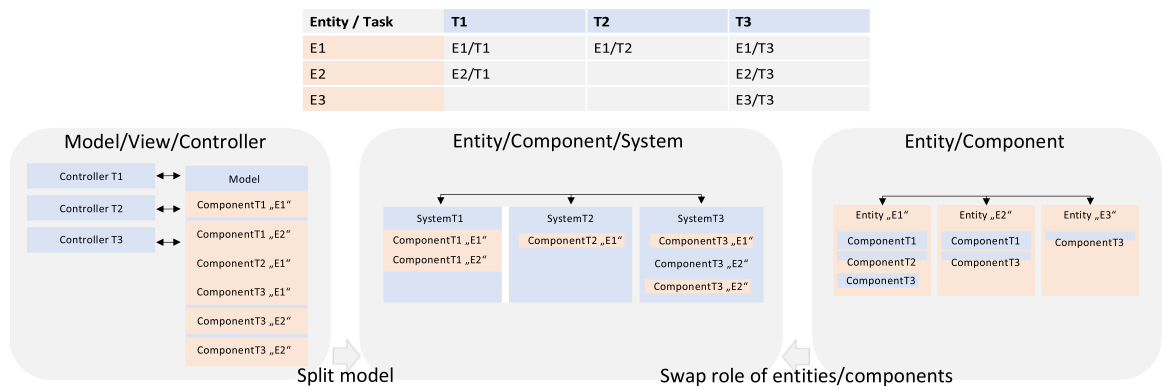 Entity / Task T1 T2 T3
E1 E1/T1 E1/T2 E1/T3
E2 E2/T1 E2/T3
E3 E3/T3
Model/View/Controller
Controller T1
Controller T2
Controller T3
Model
ComponentT1 „E1“
ComponentT1 „E2“
ComponentT2 „E1“
ComponentT3 „E1“
ComponentT3 „E2“
ComponentT3 „E2“
Split model
Entity/Component/System
SystemT1
ComponentT1 „E1“
ComponentT1 „E2“
SystemT2
ComponentT2 „E1“
SystemT3
ComponentT3 „E1“
ComponentT3 „E2“
ComponentT3 „E2“
Swap role of entities/components
Entity/Component
Entity „E1“
ComponentT1
ComponentT2
ComponentT3
Entity „E2“
ComponentT1
ComponentT3
Entity „E3“
ComponentT3